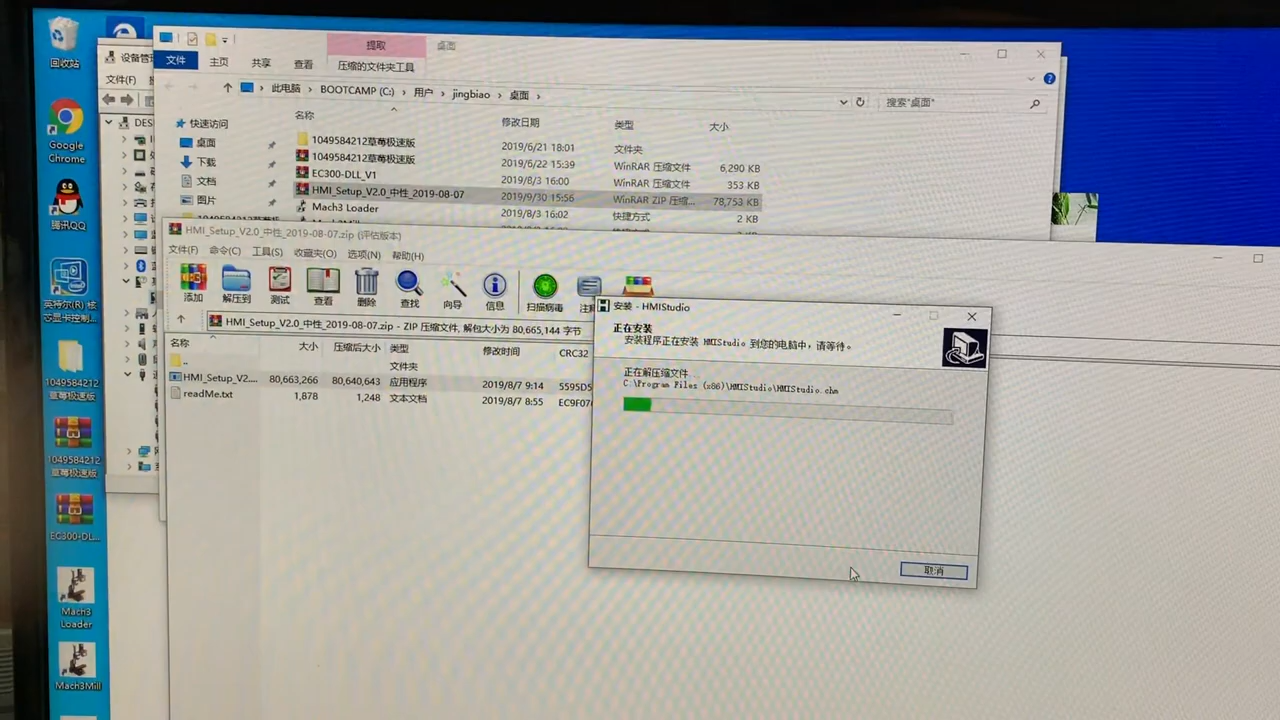 回收站
Google
Chrome
腾讯QQ
英特尔(R) 核
芯显卡控制...
1049584212
草莓极速版
1049584212
草莓极速版
EC300-DL...
Mach3
Loader
Mach3Mill
文件(F)
提取
桌面
文件
主页
共享
查看
压缩的文件夹工具
此电脑 > BOOTCAMP (C:) > 用户 > jingbiao > 桌面 >
搜索"桌面"
名称
修改日期
类型
大小
快速访问
桌面
下载
文档
图片
1049584212草莓极速版
2019/6/21 18:01
文件夹
1049584212草莓极速版
2019/6/22 15:39
WinRAR 压缩文件
6,290 KB
EC300-DLL_V1
2019/8/3 16:00
WinRAR 压缩文件
353 KB
HMI_Setup_V2.0_中性_2019-08-07
2019/9/30 15:56
WinRAR ZIP 压缩...
78,753 KB
Mach3 Loader
2019/8/3 16:02
快捷方式
2 KB
HMI_Setup_V2.0_中性_2019-08-07.zip (评估版本)
文件(F) 命令(C) 工具(S) 收藏夹(O) 选项(N) 帮助(H)
添加
解压到
测试
查看
删除
查找
向导
信息
扫描病毒
HMI_Setup_V2.0_中性_2019-08-07.zip - ZIP 压缩文件, 解包大小为 80,665,144 字节
名称
大小
压缩后大小
类型
修改时间
CRC32
..
文件夹
HMI_Setup_V2....
80,663,266
80,640,643
应用程序
2019/8/7 9:14
5595D5
readMe.txt
1,878
1,248
文本文档
2019/8/7 8:55
安装 - HMIStudio
正在安装
安装程序正在安装 HMIStudio 到您的电脑中，请等待。
正在解压缩文件...
C:\Program Files (x86)\HMIStudio\HMIStudio.chm
取消